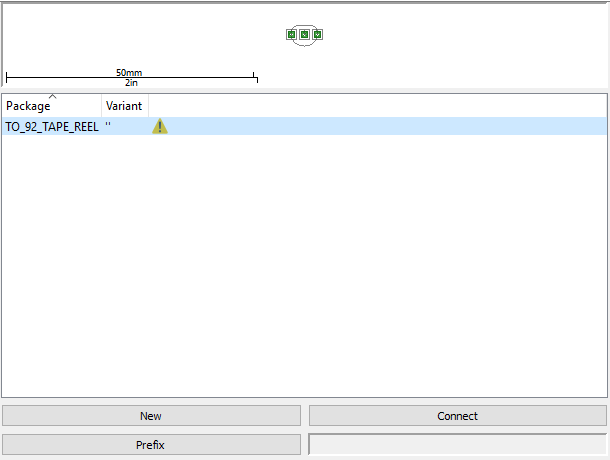 50mm
2in
Package Variant
TO_92_TAPE_REEL ''
New Connect
Prefix